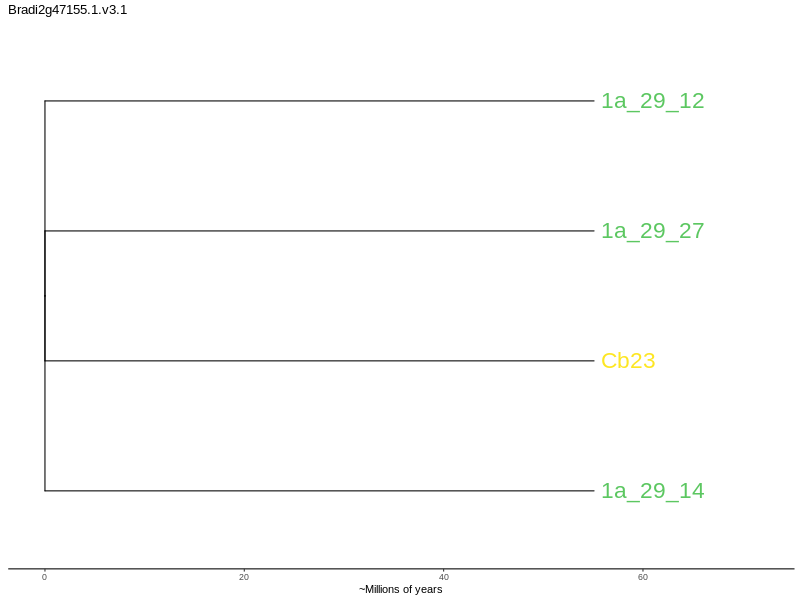 Bradi2g47155.1.v3.1
1a_29_12
1a_29_27
Cb23
1a_29_14
0 20 40 60
~Millions of years